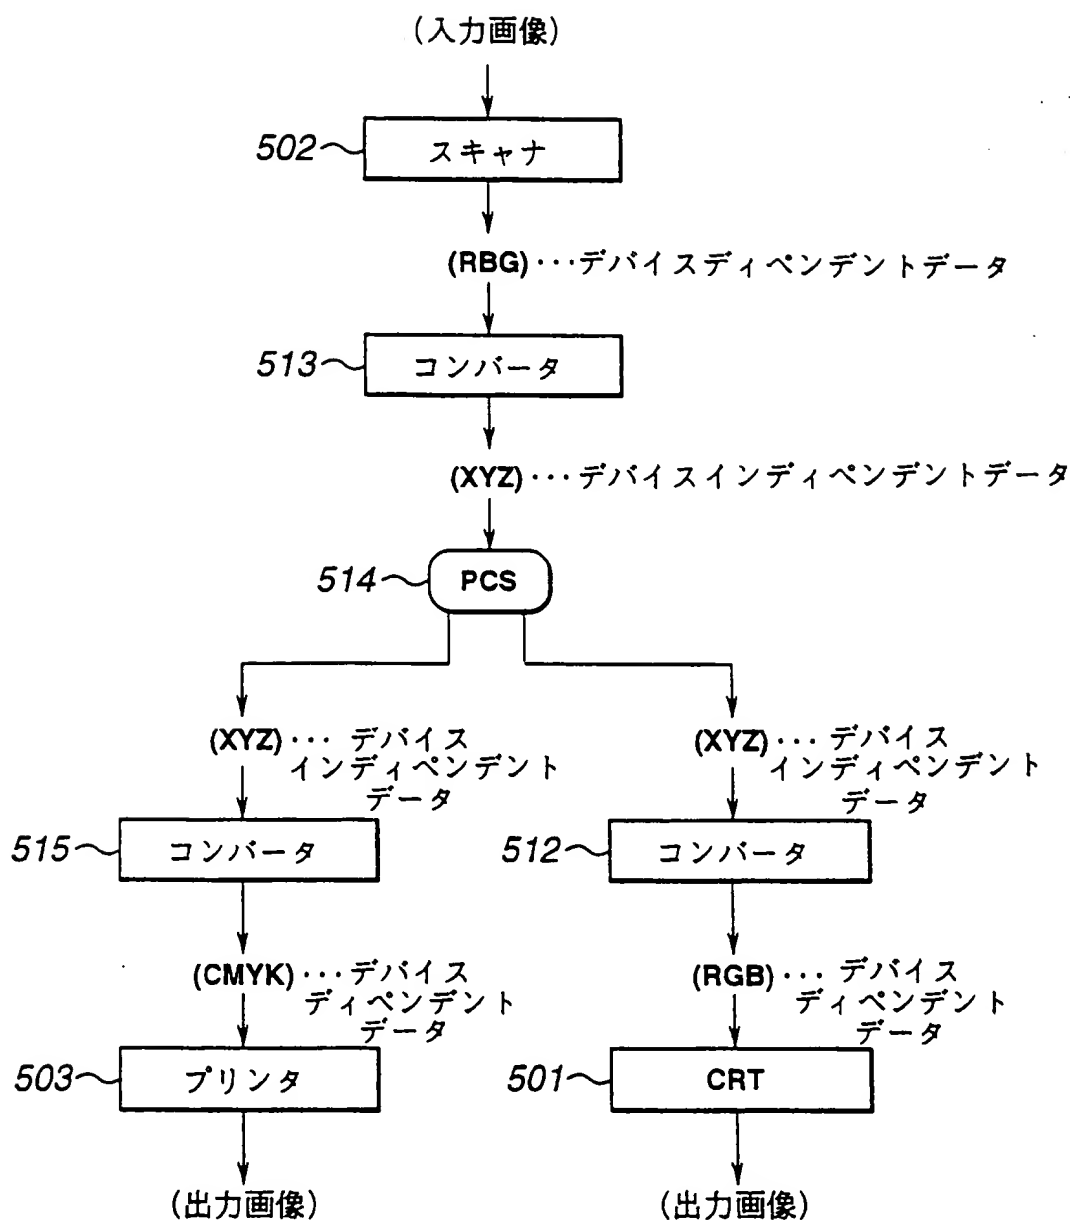 (入力画像)
502
スキャナ
(RBG)・・・デバイスディペンデントデータ
513
コンバータ
(XYZ)・・・デバイスインディペンデントデータ
514
PCS
(XYZ)・・・デバイス
インディペンデント
データ
(XYZ)・・・デバイス
インディペンデント
データ
515
コンバータ
512
コンバータ
(CMYK)・・・デバイス
ディペンデント
データ
(RGB)・・・デバイス
ディペンデント
データ
503
プリンタ
501
CRT
(出力画像)
(出力画像)